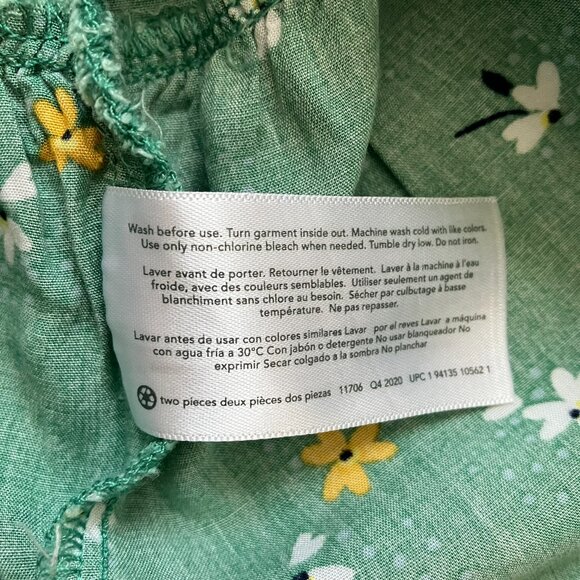 Wash before use. Turn garment inside out. Machine wash cold with like colors.
Use only non-chlorine bleach when needed. Tumble dry low. Do not iron.
Laver avant de porter. Retourner le vêtement. Laver à la machine à l'eau
froide, avec des couleurs semblables. Utiliser seulement un agent de
blanchiment sans chlore au besoin. Sécher par culbutage à basse
température. Ne pas repasser.
Lavar antes de usar con colores similares Lavar por el reves Lavar a máquina
con agua fría a 30°C Con jabón o detergente No usar blanqueador No
exprimir Secar colgado a la sombra No planchar
two pieces deux pièces dos piezas 11706 Q4 2020 UPC 1 94135 10562 1